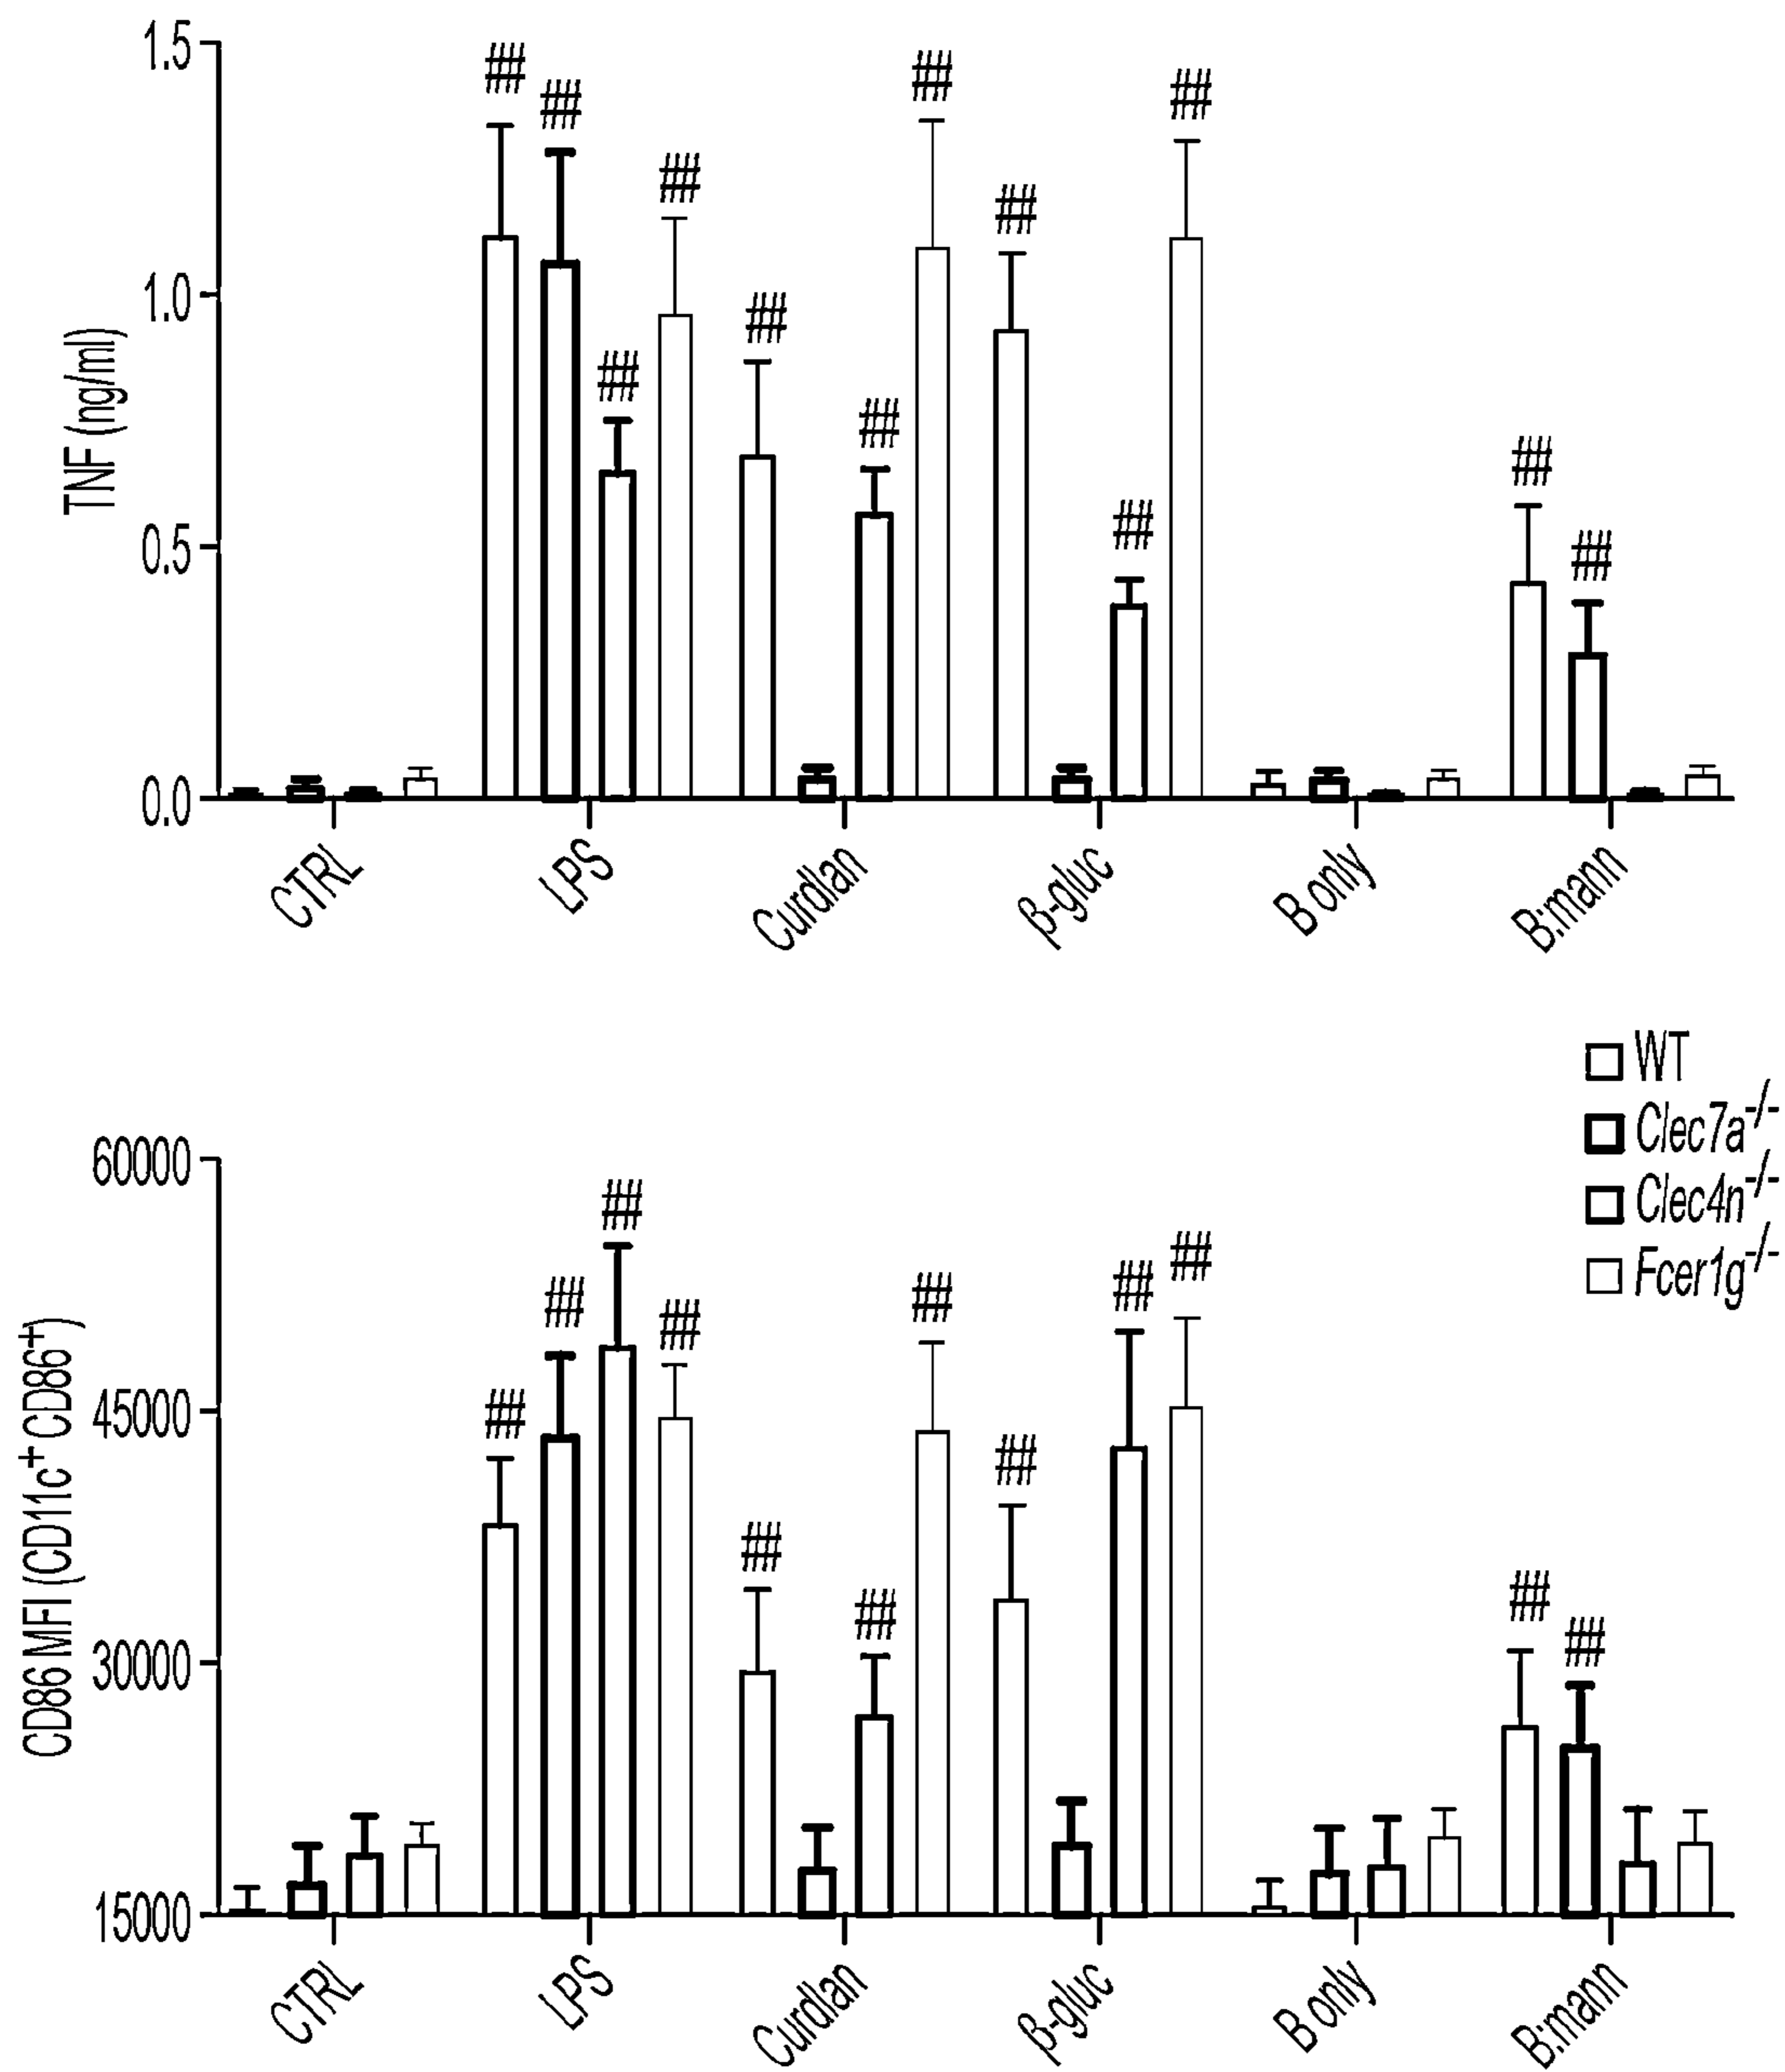 1.5
1.0
0.5
0.0
TNF (ng/ml)
## ## ## ## ## ## ## ## ## ## ## ##
CTRL LPS Curdlan β-gluc B only B:mann
WT
Clec7a-/-
Clec4n-/-
Fcer1g-/-
60000
45000
30000
15000
CD86 MFI (CD11c+ CD86+)
## ## ## ## ## ## ## ## ## ## ## ##
CTRL LPS Curdlan β-gluc B only B:mann